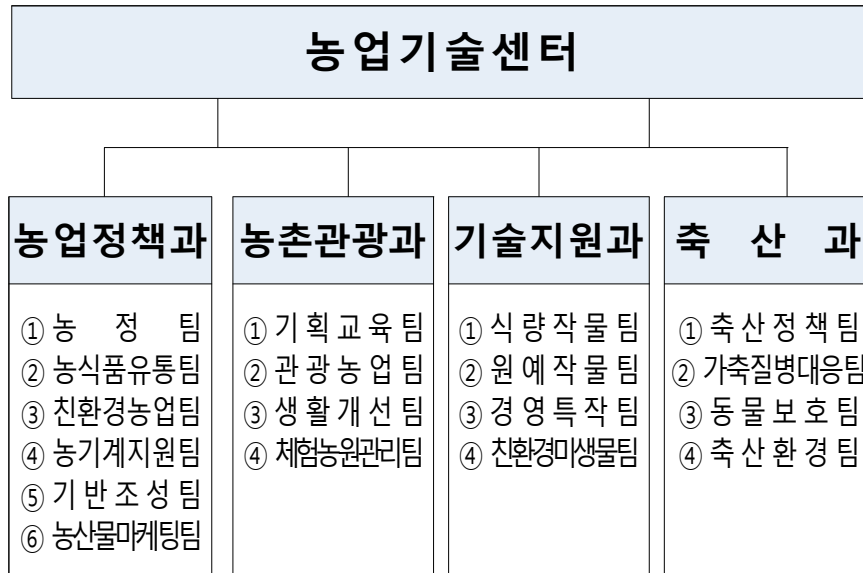 농업기술센터
농업정책과
① 농 정 팀
② 농식품유통팀
③ 친환경농업팀
④ 농기계지원팀
⑤ 기 반 조 성 팀
⑥ 농산물마케팅팀
농촌관광과
① 기 획 교 육 팀
② 관 광 농 업 팀
③ 생 활 개 선 팀
④ 체험농원관리팀
기술지원과
① 식 량 작 물 팀
② 원 예 작 물 팀
③ 경 영 특 작 팀
④ 친환경미생물팀
축 산 과
① 축 산 정 책 팀
② 가축질병대응팀
③ 동 물 보 호 팀
④ 축 산 환 경 팀